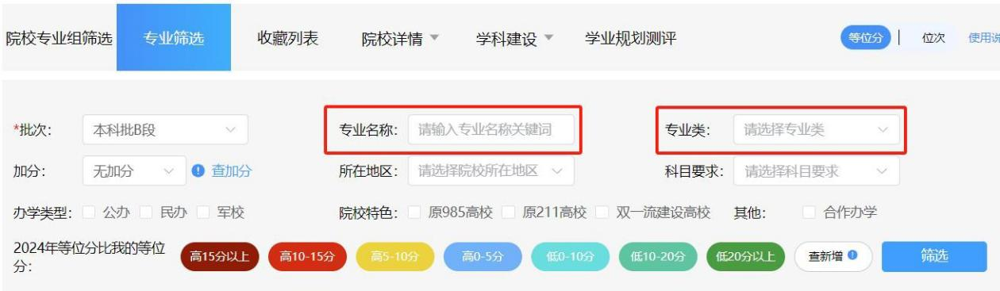 院校专业组筛选 专业筛选 收藏列表 院校详情 学科建设 学业规划测评 等位分 位次 使用说
*批次： 本科批B段 专业名称： 请输入专业名称关键词 专业类： 请选择专业类
加分： 无加分 查加分 所在地区： 请选择院校所在地区 科目要求： 请选择科目要求
办学类型： 公办 民办 军校 院校特色： 原985高校 原211高校 双一流建设高校 其他： 合作办学
2024年等位分比我的等位
分： 高15分以上 高10-15分 高5-10分 高0-5分 低0-10分 低10-20分 低20分以上 查新增 筛选